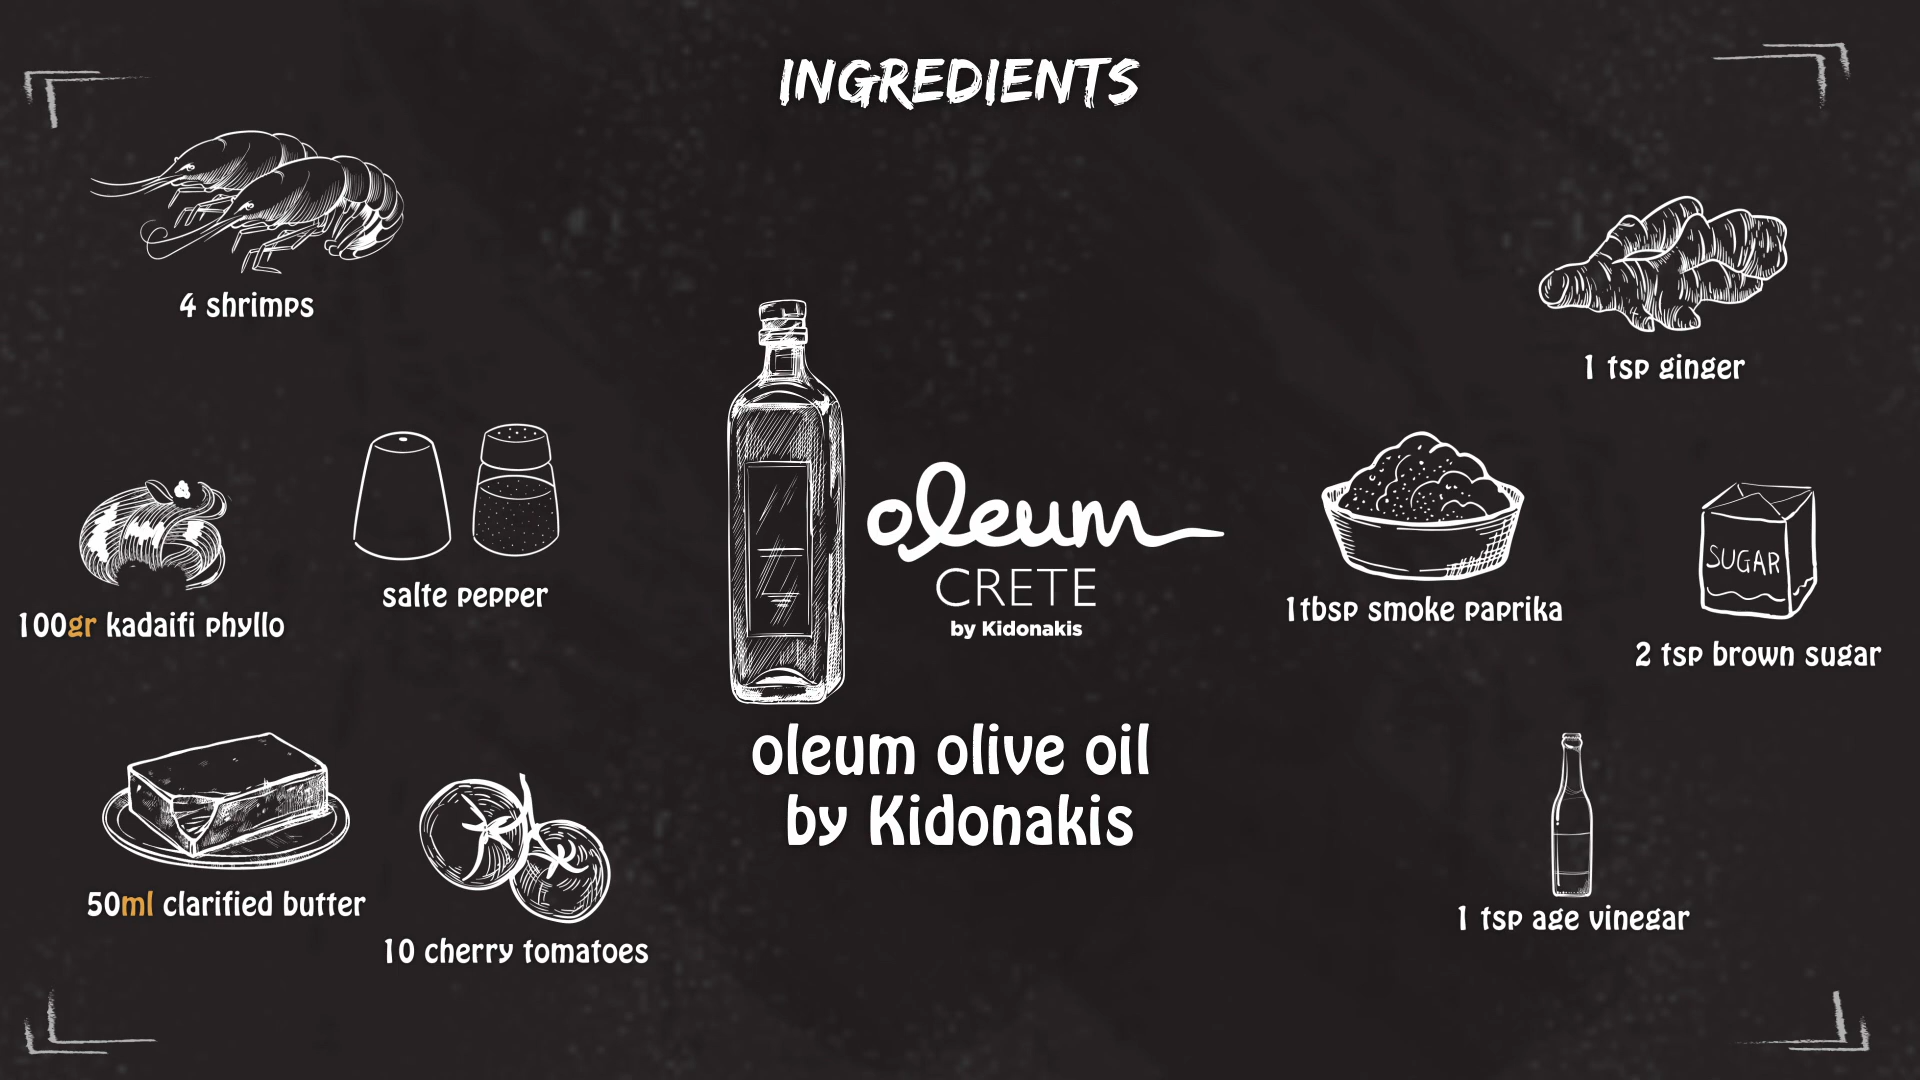 INGREDIENTS
4 shrimps
1 tsp ginger
100gr kadaifi phyllo
salte pepper
oleum
CRETE
by Kidonakis
1tbsp smoke paprika
SUGAR
2 tsp brown sugar
oleum olive oil
by Kidonakis
50ml clarified butter
10 cherry tomatoes
1 tsp age vinegar